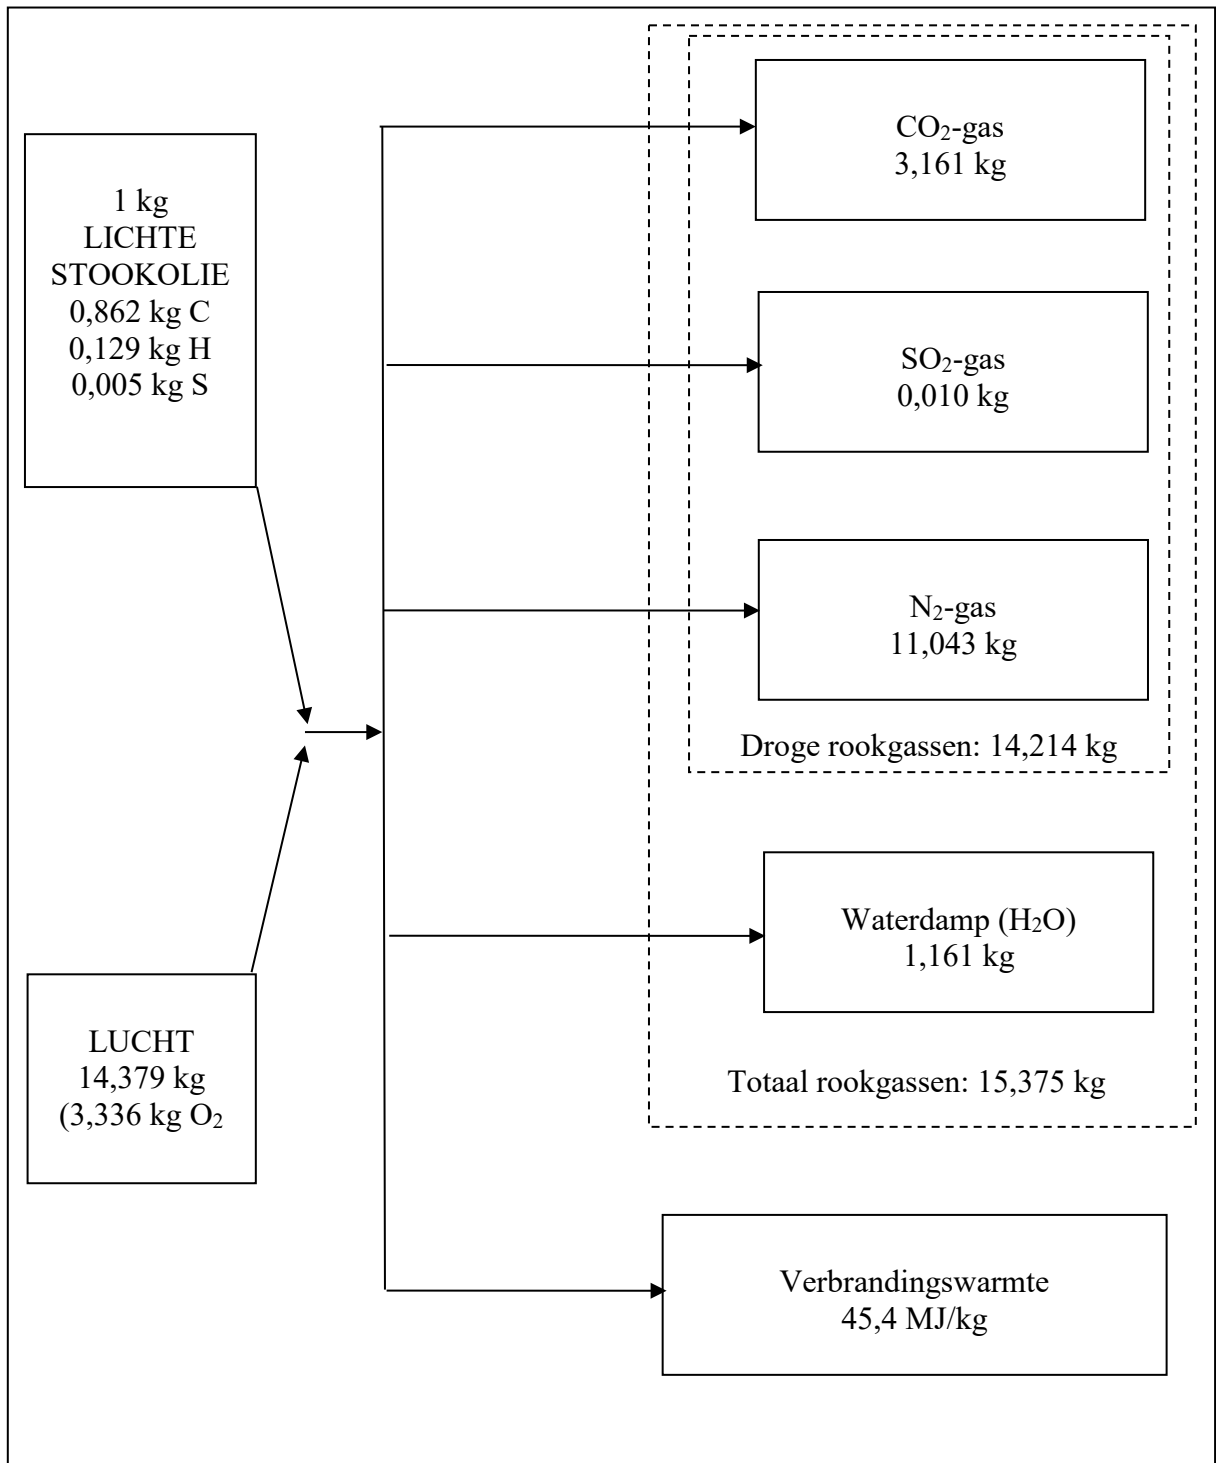 1 kg
LICHTE
STOOKOLIE
0,862 kg C
0,129 kg H
0,005 kg S
LUCHT
14,379 kg
(3,336 kg O₂
CO₂-gas
3,161 kg
SO₂-gas
0,010 kg
N₂-gas
11,043 kg
Droge rookgassen: 14,214 kg
Waterdamp (H₂O)
1,161 kg
Totaal rookgassen: 15,375 kg
Verbrandingswarmte
45,4 MJ/kg